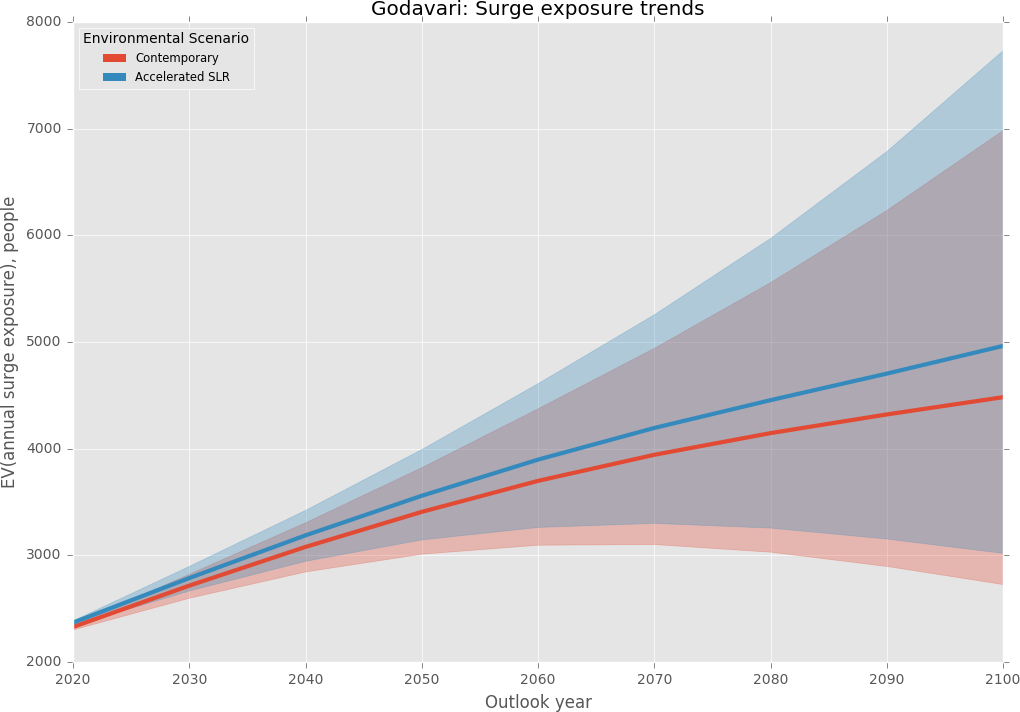 Godavari: Surge exposure trends
Environmental Scenario
Contemporary
Accelerated SLR
EV(annual surge exposure), people
8000
7000
6000
5000
4000
3000
2000
2020 2030 2040 2050 2060 2070 2080 2090 2100
Outlook year